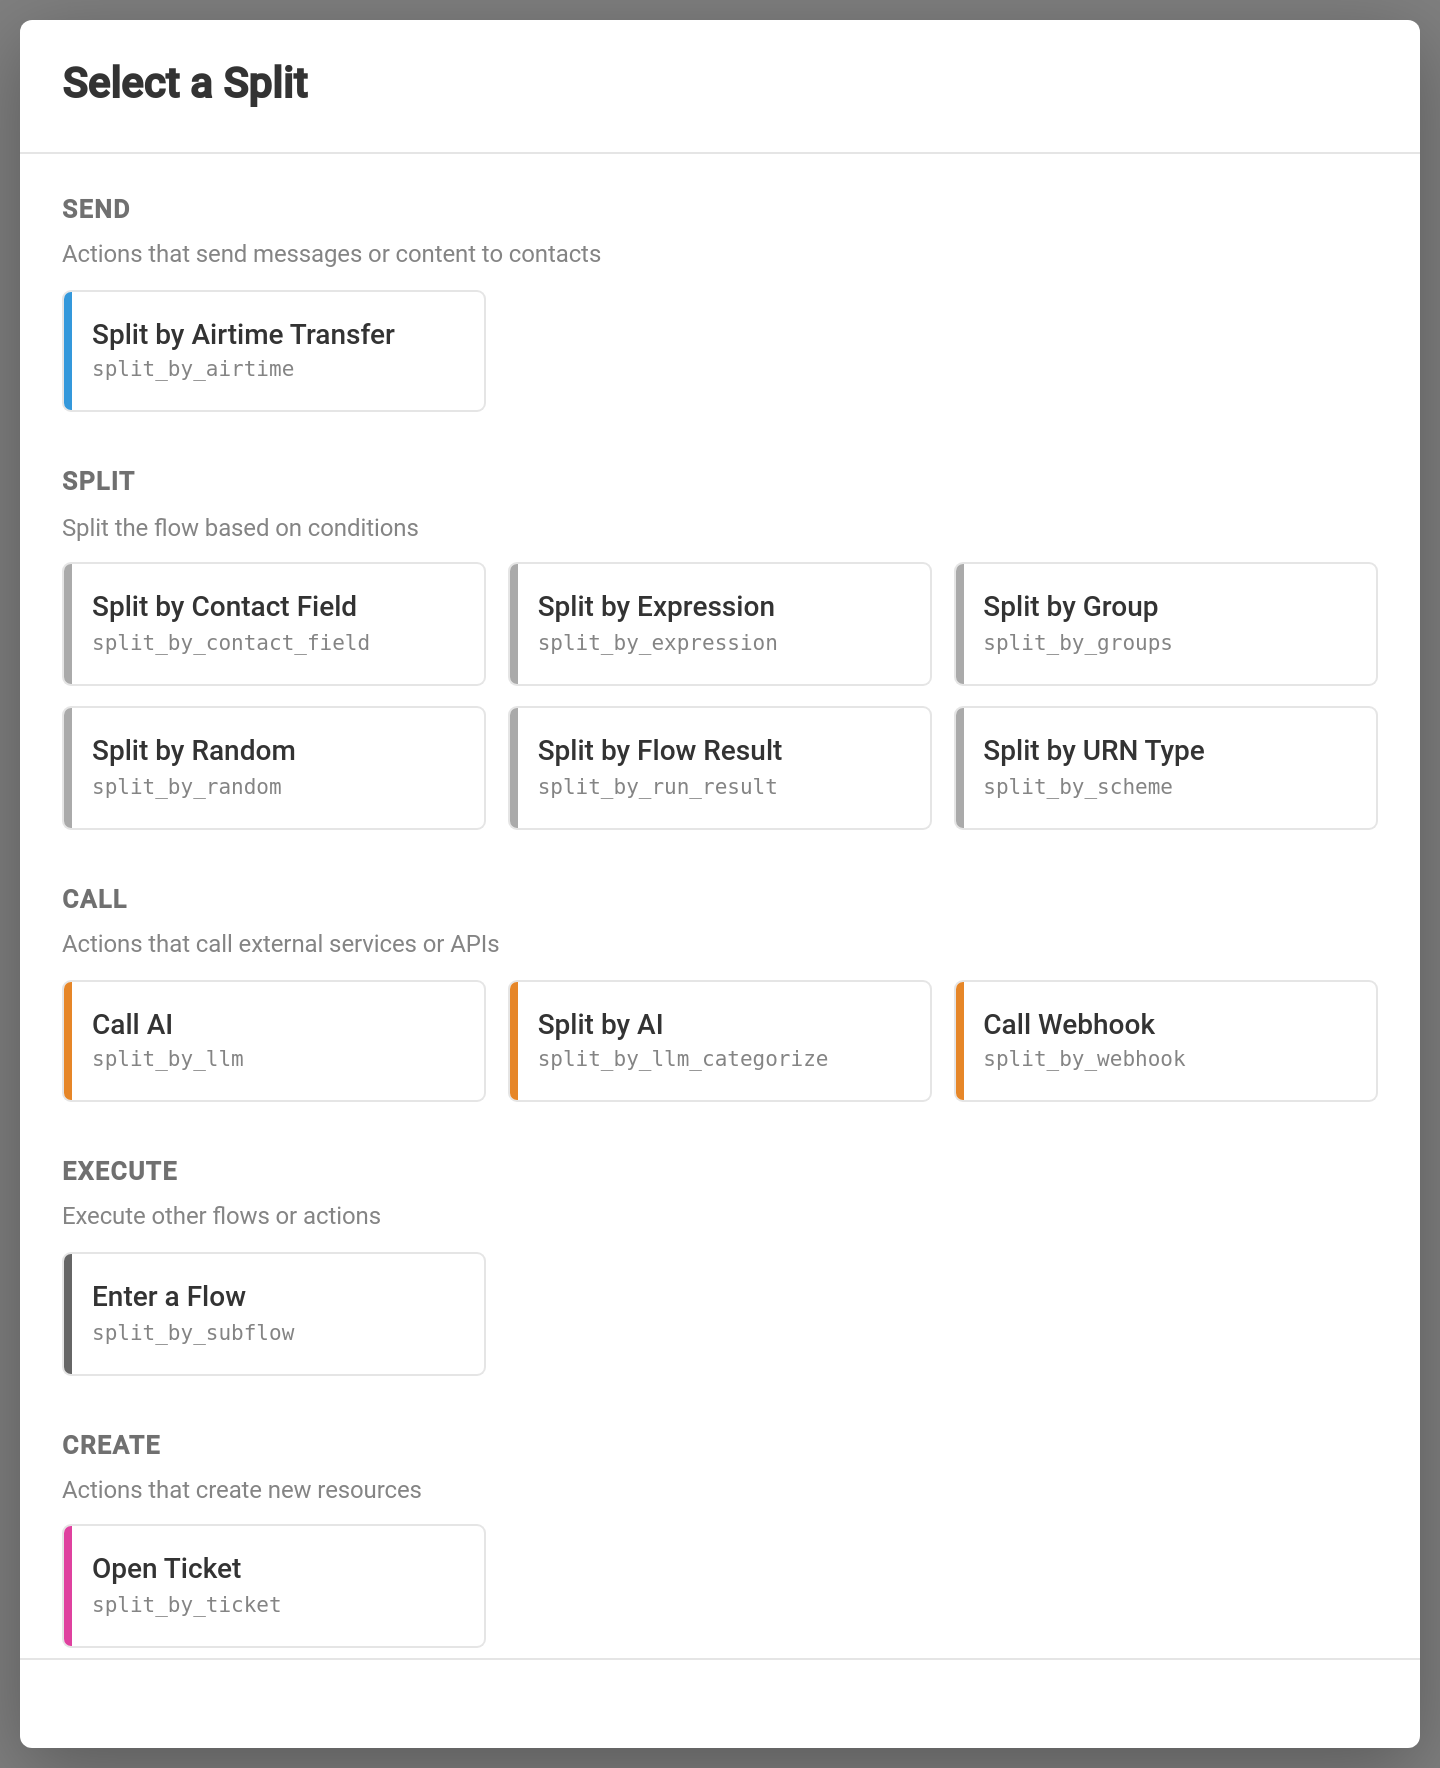 Select a Split
SEND
Actions that send messages or content to contacts
Split by Airtime Transfer
split_by_airtime
SPLIT
Split the flow based on conditions
Split by Contact Field
split_by_contact_field
Split by Expression
split_by_expression
Split by Group
split_by_groups
Split by Random
split_by_random
Split by Flow Result
split_by_run_result
Split by URN Type
split_by_scheme
CALL
Actions that call external services or APIs
Call AI
split_by_llm
Split by AI
split_by_llm_categorize
Call Webhook
split_by_webhook
EXECUTE
Execute other flows or actions
Enter a Flow
split_by_subflow
CREATE
Actions that create new resources
Open Ticket
split_by_ticket